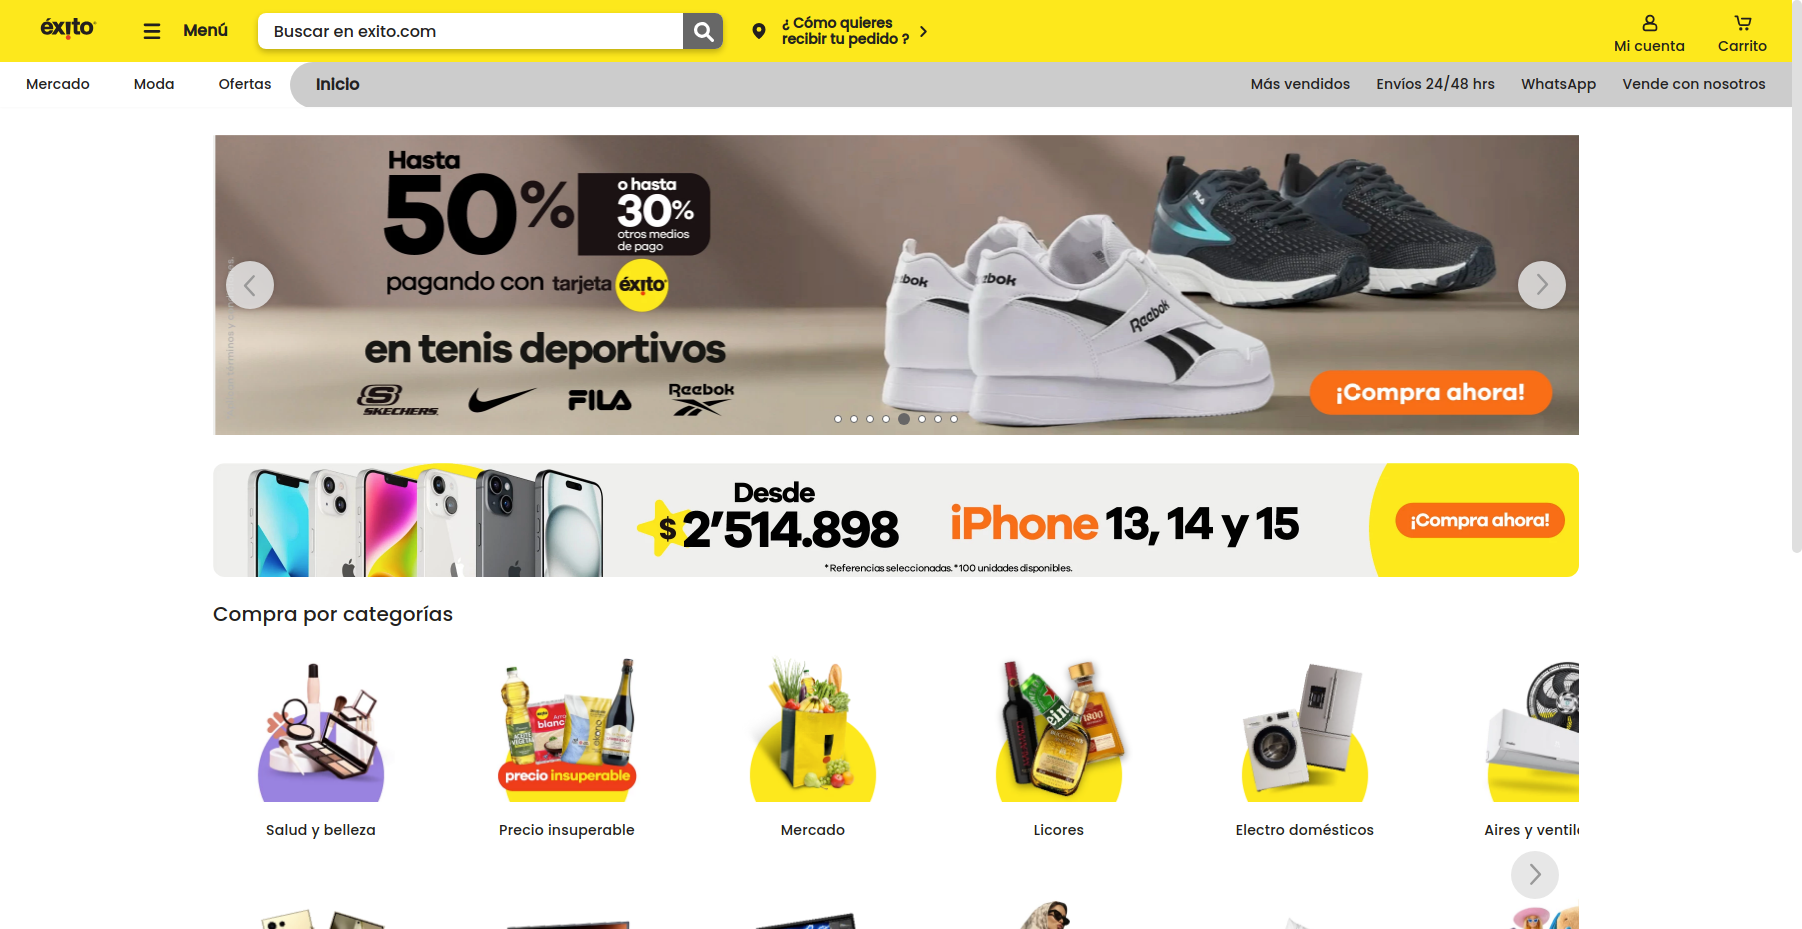 éxito
Menú
Buscar en exito.com
¿ Cómo quieres
recibir tu pedido ?
Mi cuenta
Carrito
Mercado
Moda
Ofertas
Inicio
Más vendidos
Envíos 24/48 hrs
WhatsApp
Vende con nosotros
Hasta
50%
o hasta
30%
otros medios
de pago
pagando con tarjeta éxito
en tenis deportivos
SKECHERS
FILA
Reebok
FILA
Reebok
¡Compra ahora!
Desde
$2'514.898
iPhone 13, 14 y 15
¡Compra ahora!
*Referencias seleccionadas.*100 unidades disponibles.
Compra por categorías
1800
precio insuperable
Salud y belleza
Precio insuperable
Mercado
Licores
Electro domésticos
Aires y ventil